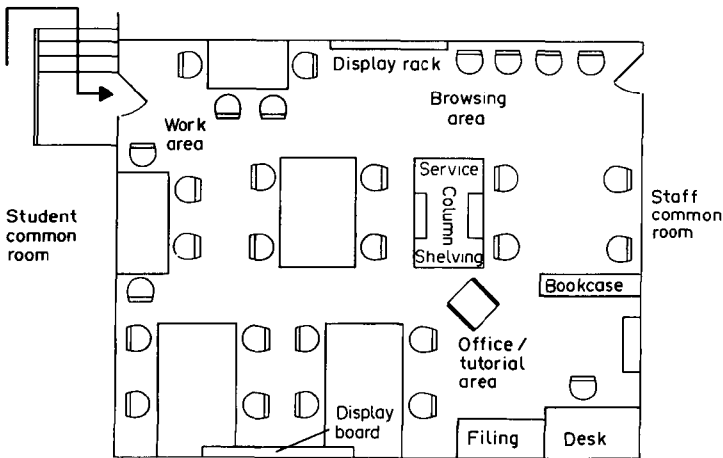 Display rack
Browsing
area
Work
area
Service
Column
Shelving
Student
common
room
Staff
common
room
Bookcase
Office /
tutorial
area
Display
board
Filing
Desk